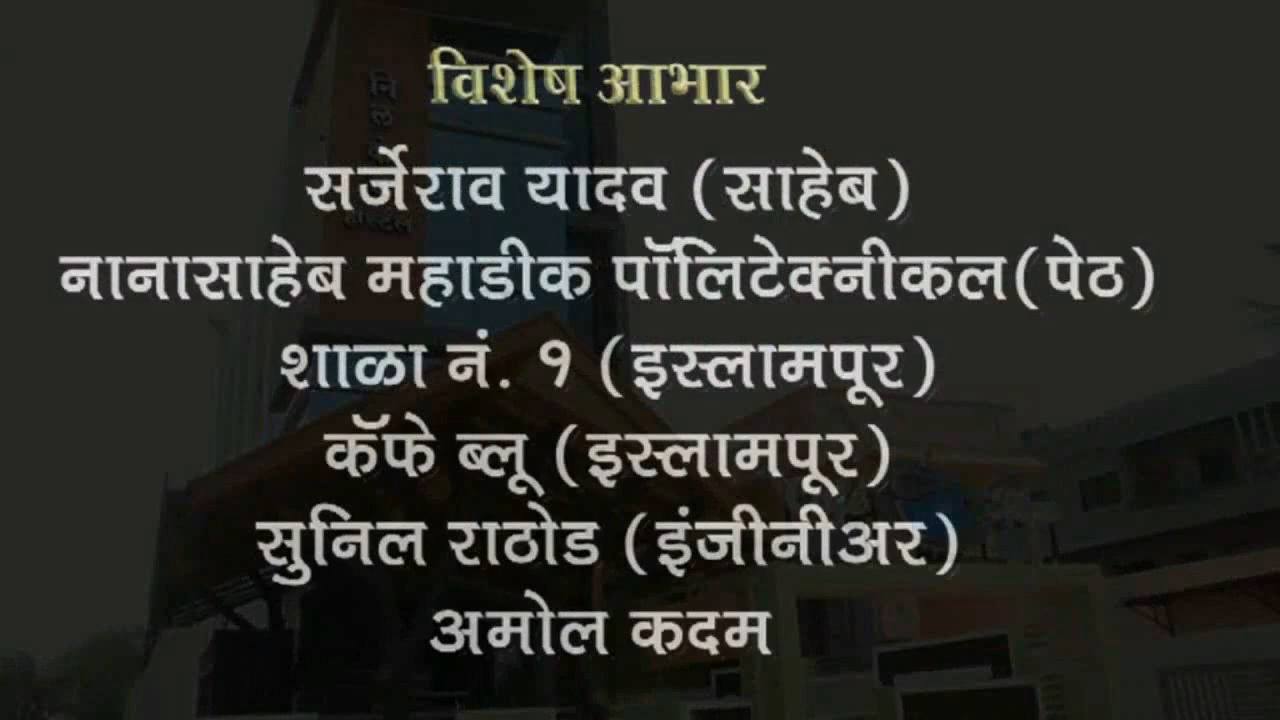 विशेष आभार
सर्जेराव यादव (साहेब)
नानासाहेब महाडीक पॉलिटेक्नीकल(पेठ)
शाळा नं. १ (इस्लामपूर)
कॅफे ब्लू (इस्लामपूर)
सुनिल राठोड (इंजीनीअर)
अमोल कदम